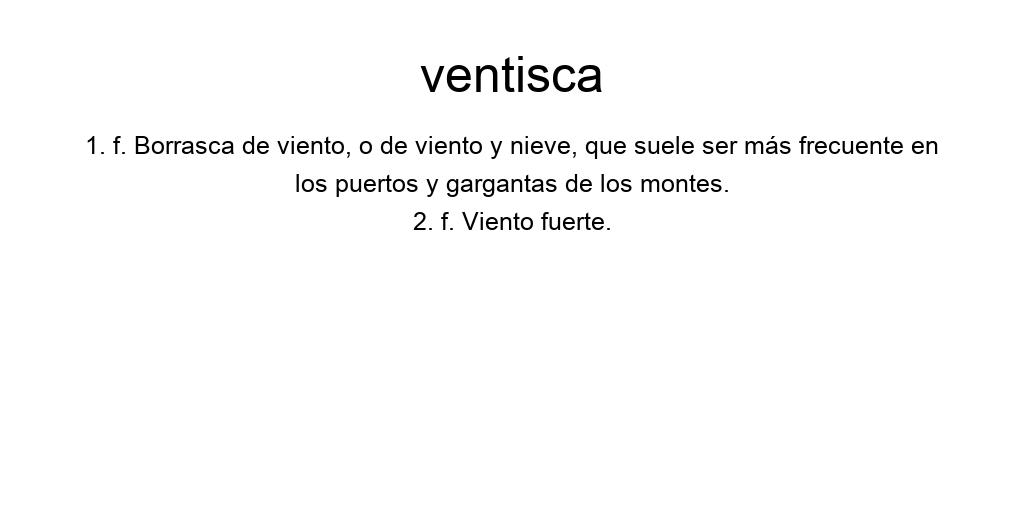 ventisca
1. f. Borrasca de viento, o de viento y nieve, que suele ser más frecuente en
los puertos y gargantas de los montes.
2. f. Viento fuerte.